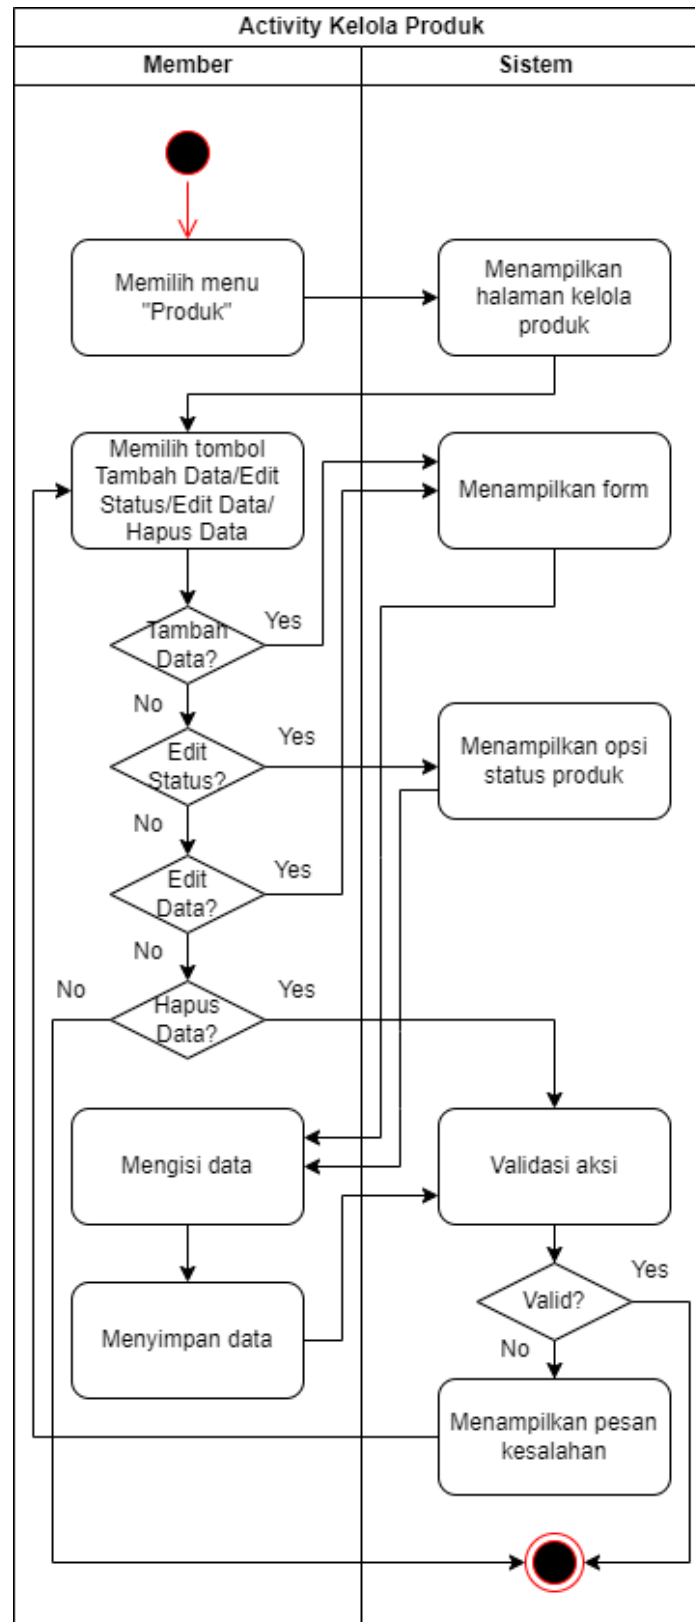 Activity Kelola Produk
Member
Sistem
Memilih menu
"Produk"
Menampilkan
halaman kelola
produk
Memilih tombol
Tambah Data/Edit
Status/Edit Data/
Hapus Data
Menampilkan form
Tambah
Data?
Yes
No
Edit
Status?
Yes
Menampilkan opsi
status produk
No
Edit
Data?
Yes
No
No
Hapus
Data?
Yes
Mengisi data
Validasi aksi
Menyimpan data
Valid?
Yes
No
Menampilkan pesan
kesalahan